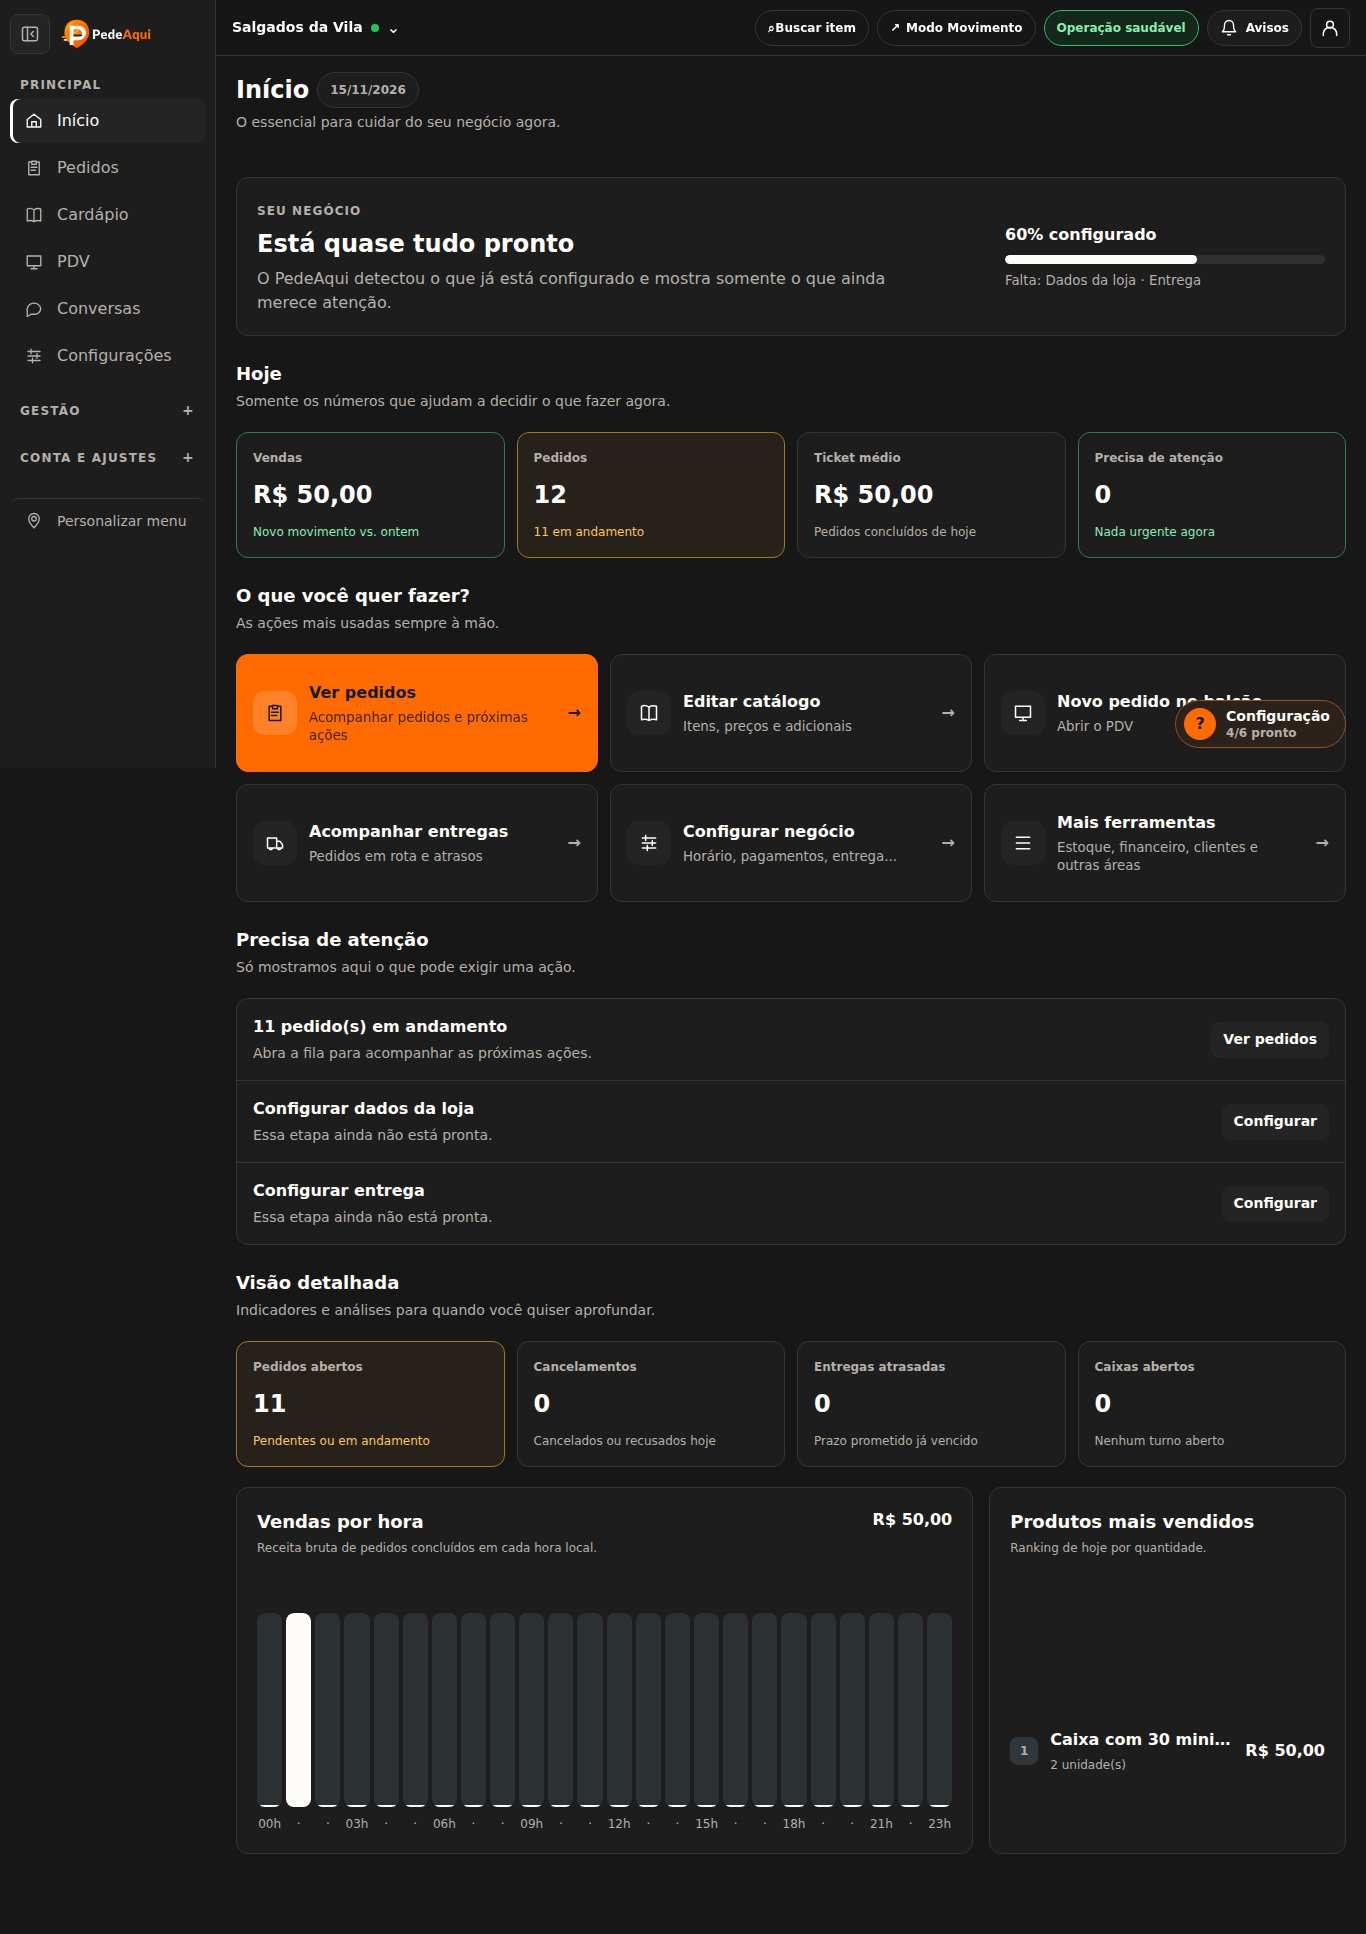 PedeAqui
PRINCIPAL
Início
Pedidos
Cardápio
PDV
Conversas
Configurações
GESTÃO +
CONTA E AJUSTES +
Personalizar menu
Salgados da Vila
Buscar item
↗ Modo Movimento
Operação saudável
Avisos
Início 15/11/2026
O essencial para cuidar do seu negócio agora.
SEU NEGÓCIO
Está quase tudo pronto
O PedeAqui detectou o que já está configurado e mostra somente o que ainda
merece atenção.
60% configurado
Falta: Dados da loja · Entrega
Hoje
Somente os números que ajudam a decidir o que fazer agora.
Vendas
R$ 50,00
Novo movimento vs. ontem
Pedidos
12
11 em andamento
Ticket médio
R$ 50,00
Pedidos concluídos de hoje
Precisa de atenção
0
Nada urgente agora
O que você quer fazer?
As ações mais usadas sempre à mão.
Ver pedidos
Acompanhar pedidos e próximas
ações
→
Editar catálogo
Itens, preços e adicionais
→
Novo pedido no balcão
Abrir o PDV
?
Configuração
4/6 pronto
Acompanhar entregas
Pedidos em rota e atrasos
→
Configurar negócio
Horário, pagamentos, entrega...
→
Mais ferramentas
Estoque, financeiro, clientes e
outras áreas
→
Precisa de atenção
Só mostramos aqui o que pode exigir uma ação.
11 pedido(s) em andamento
Abra a fila para acompanhar as próximas ações.
Ver pedidos
Configurar dados da loja
Essa etapa ainda não está pronta.
Configurar
Configurar entrega
Essa etapa ainda não está pronta.
Configurar
Visão detalhada
Indicadores e análises para quando você quiser aprofundar.
Pedidos abertos
11
Pendentes ou em andamento
Cancelamentos
0
Cancelados ou recusados hoje
Entregas atrasadas
0
Prazo prometido já vencido
Caixas abertos
0
Nenhum turno aberto
Vendas por hora
R$ 50,00
Receita bruta de pedidos concluídos em cada hora local.
00h · · 03h · · 06h · · 09h · · 12h · · 15h · · 18h · · 21h · 23h
Produtos mais vendidos
Ranking de hoje por quantidade.
1
Caixa com 30 mini...
2 unidade(s)
R$ 50,00